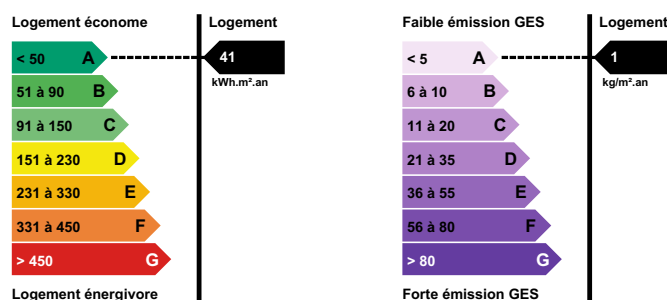 Logement économe
Logement
< 50 A
41
kWh.m².an
51 à 90 B
91 à 150 C
151 à 230 D
231 à 330 E
331 à 450 F
> 450 G
Logement énergivore
Faible émission GES
Logement
< 5 A
1
kg/m².an
6 à 10 B
11 à 20 C
21 à 35 D
36 à 55 E
56 à 80 F
> 80 G
Forte émission GES